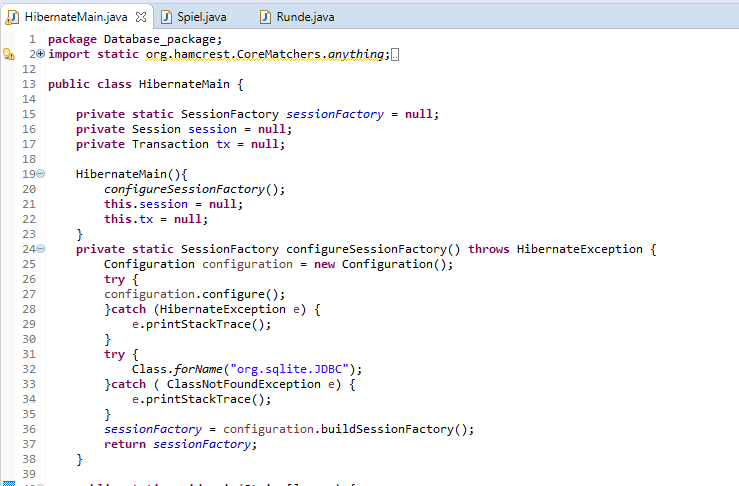 HibernateMain.java Spiel.java Runde.java
1 package Database_package;
2 import static org.hamcrest.CoreMatchers.anything;
12
13 public class HibernateMain {
14
15 private static SessionFactory sessionFactory = null;
16 private Session session = null;
17 private Transaction tx = null;
18
19 HibernateMain(){
20 configureSessionFactory();
21 this.session = null;
22 this.tx = null;
23 }
24 private static SessionFactory configureSessionFactory() throws HibernateException {
25 Configuration configuration = new Configuration();
26 try {
27 configuration.configure();
28 }catch (HibernateException e) {
29 e.printStackTrace();
30 }
31 try {
32 Class.forName("org.sqlite.JDBC");
33 }catch ( ClassNotFoundException e) {
34 e.printStackTrace();
35 }
36 sessionFactory = configuration.buildSessionFactory();
37 return sessionFactory;
38 }
39